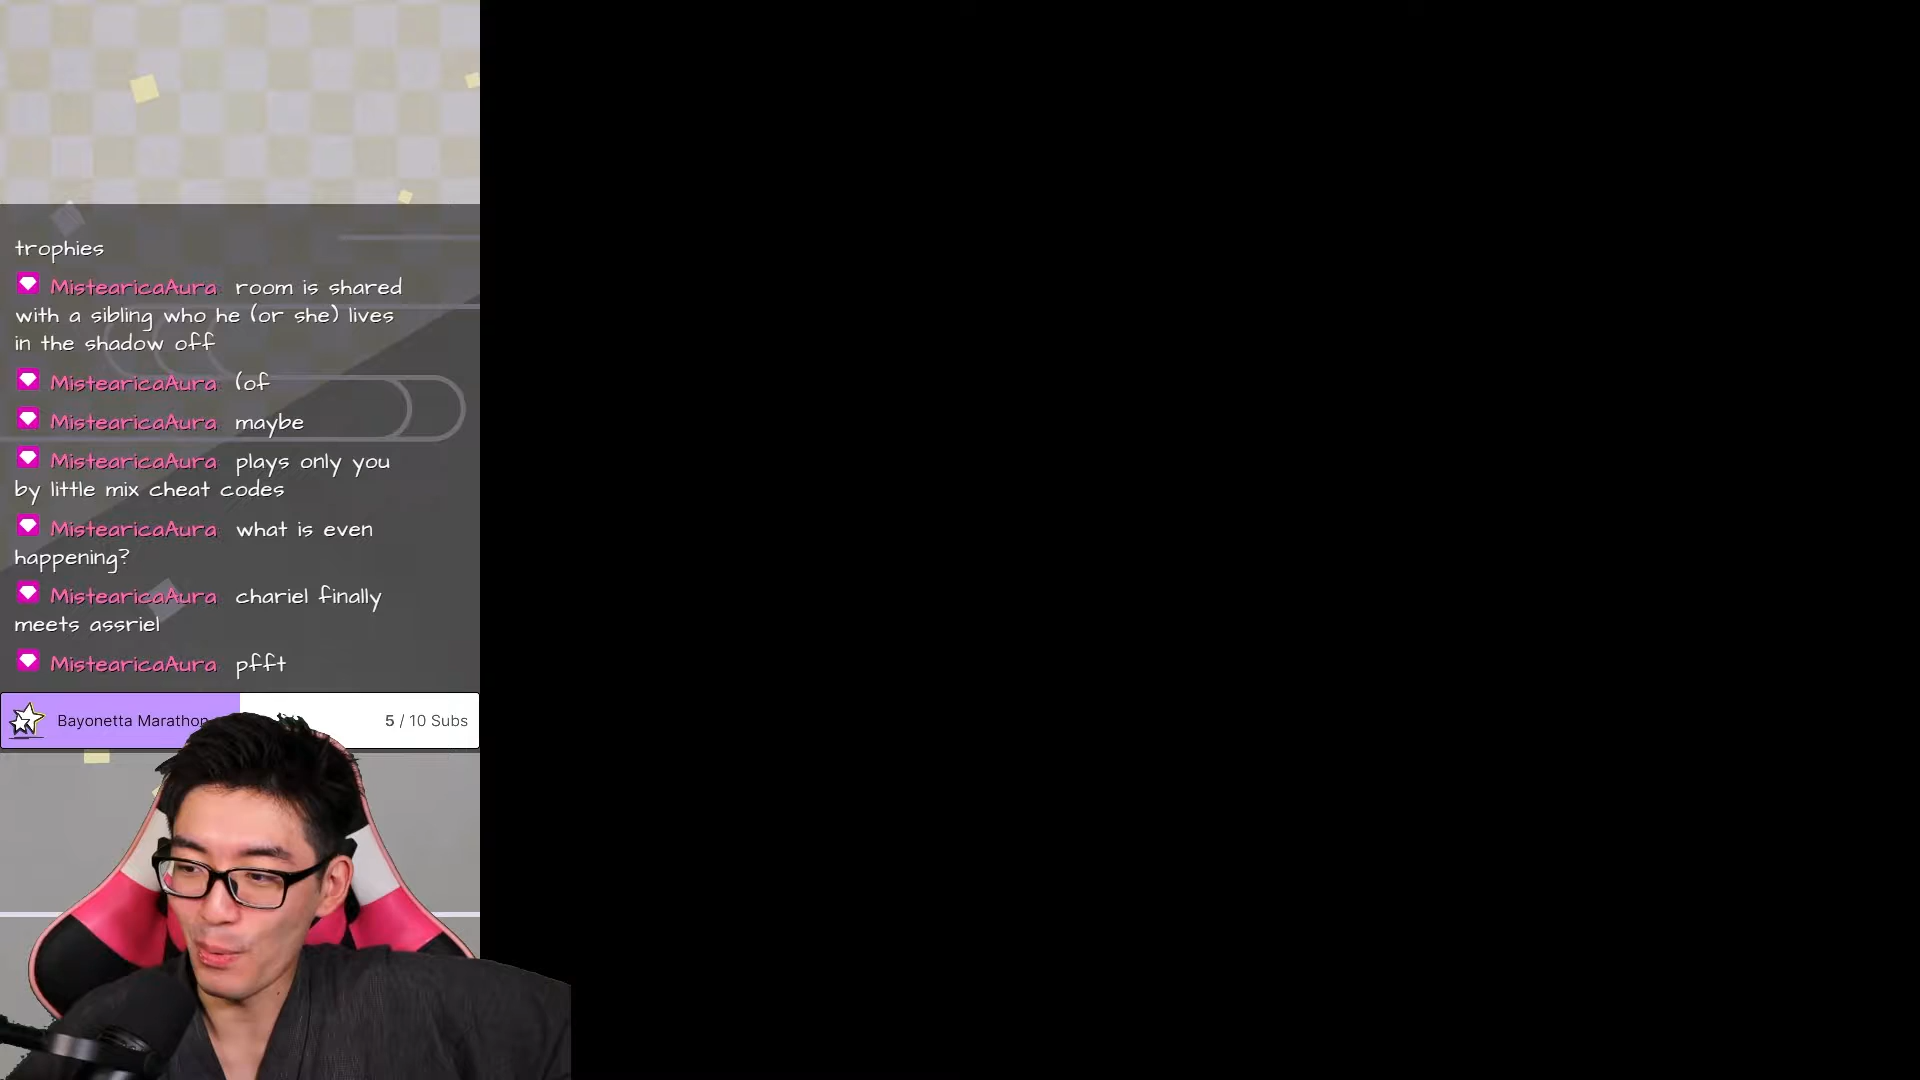 trophies
MistearicaAura: room is shared
with a sibling who he (or she) lives
in the shadow off
MistearicaAura: (of
MistearicaAura: maybe
MistearicaAura: plays only you
by little mix cheat codes
MistearicaAura: what is even
happening?
MistearicaAura: chariel finally
meets assriel
MistearicaAura: pfft
Bayonetta Marathon 5 / 10 Subs